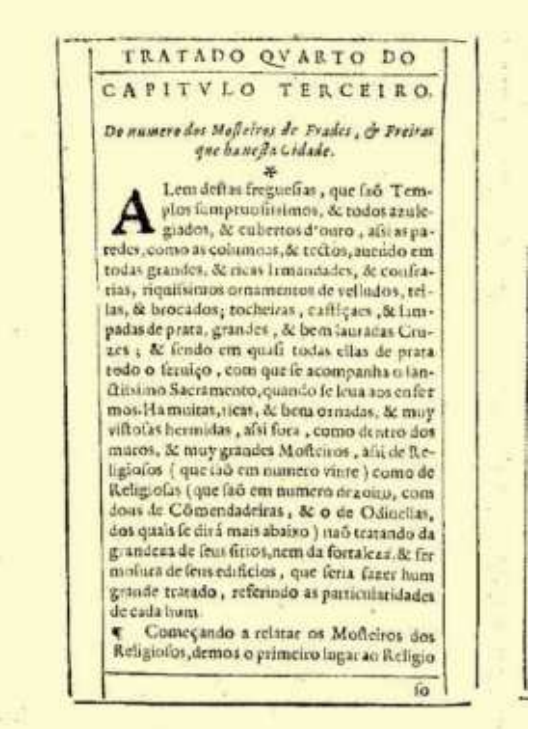 TRATADO QVARTO DO
CAPITVLO TERCEIRO.
Do numero dos Moſteiros de Frades, & Freiras
que ha neſta Cidade.
*
ALem deſtas freguefias, que ſaõ Tem-
plos ſumptuoſiſſimos, & todos azule-
giados, & cubertos d'ouro, aſſi as pa-
redes, como as columnas, & tectos, auendo em
todas grandes, & ricas Irmandades, & confra-
rias, riquiſsimos ornamentos de velludos, tel-
las, & brocados; tocheiras, caſtiçaes, & lam-
padas de prata, grandes, & bem lauradas Cru-
zes; & ſendo em quaſi todas ellas de prata
todo o ſeruiço, com que ſe acompanha o ſan-
ctiſsimo Sacramento, quando ſe leua aos enfer
mos. Ha muitas, ricas, & bem ornadas, & muy
viſtoſas hermidas, aſsi fora, como dentro dos
muros, & muy grandes Moſteiros, aſsi de Re-
ligioſos (que ſaõ em numero vinte) como de
Religioſas (que ſaõ em numero dezoito, com
dous de Cõmendadeiras, & o de Odiuellas,
dos quais ſe dirá mais abaixo) naõ tratando da
grandeza de ſeus ſitios, nem da fortaleza, & fer
moſura de ſeus edificios, que ſeria fazer hum
grande tratado, referindo as particularidades
de cada hum
¶ Começando a relatar os Moſteiros dos
Religioſos, demos o primeiro lugar ao Religio
ſo